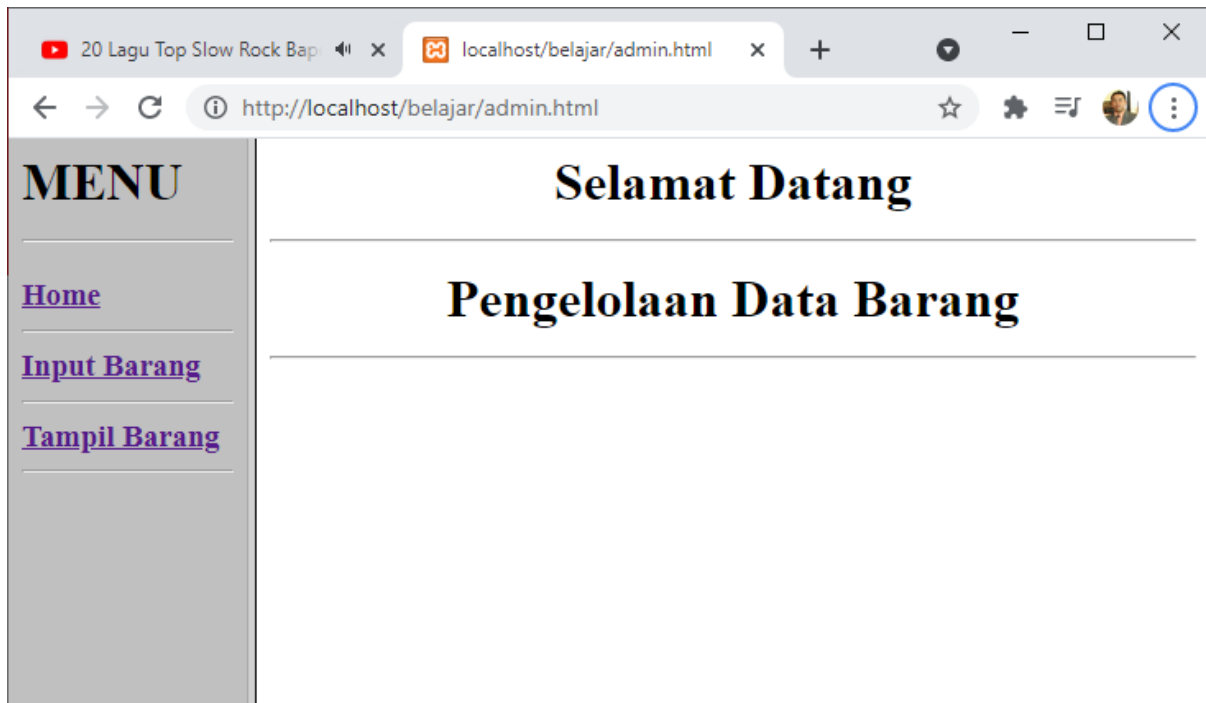 20 Lagu Top Slow Rock Bap
localhost/belajar/admin.html
http://localhost/belajar/admin.html
MENU
Home
Input Barang
Tampil Barang
Selamat Datang
Pengelolaan Data Barang